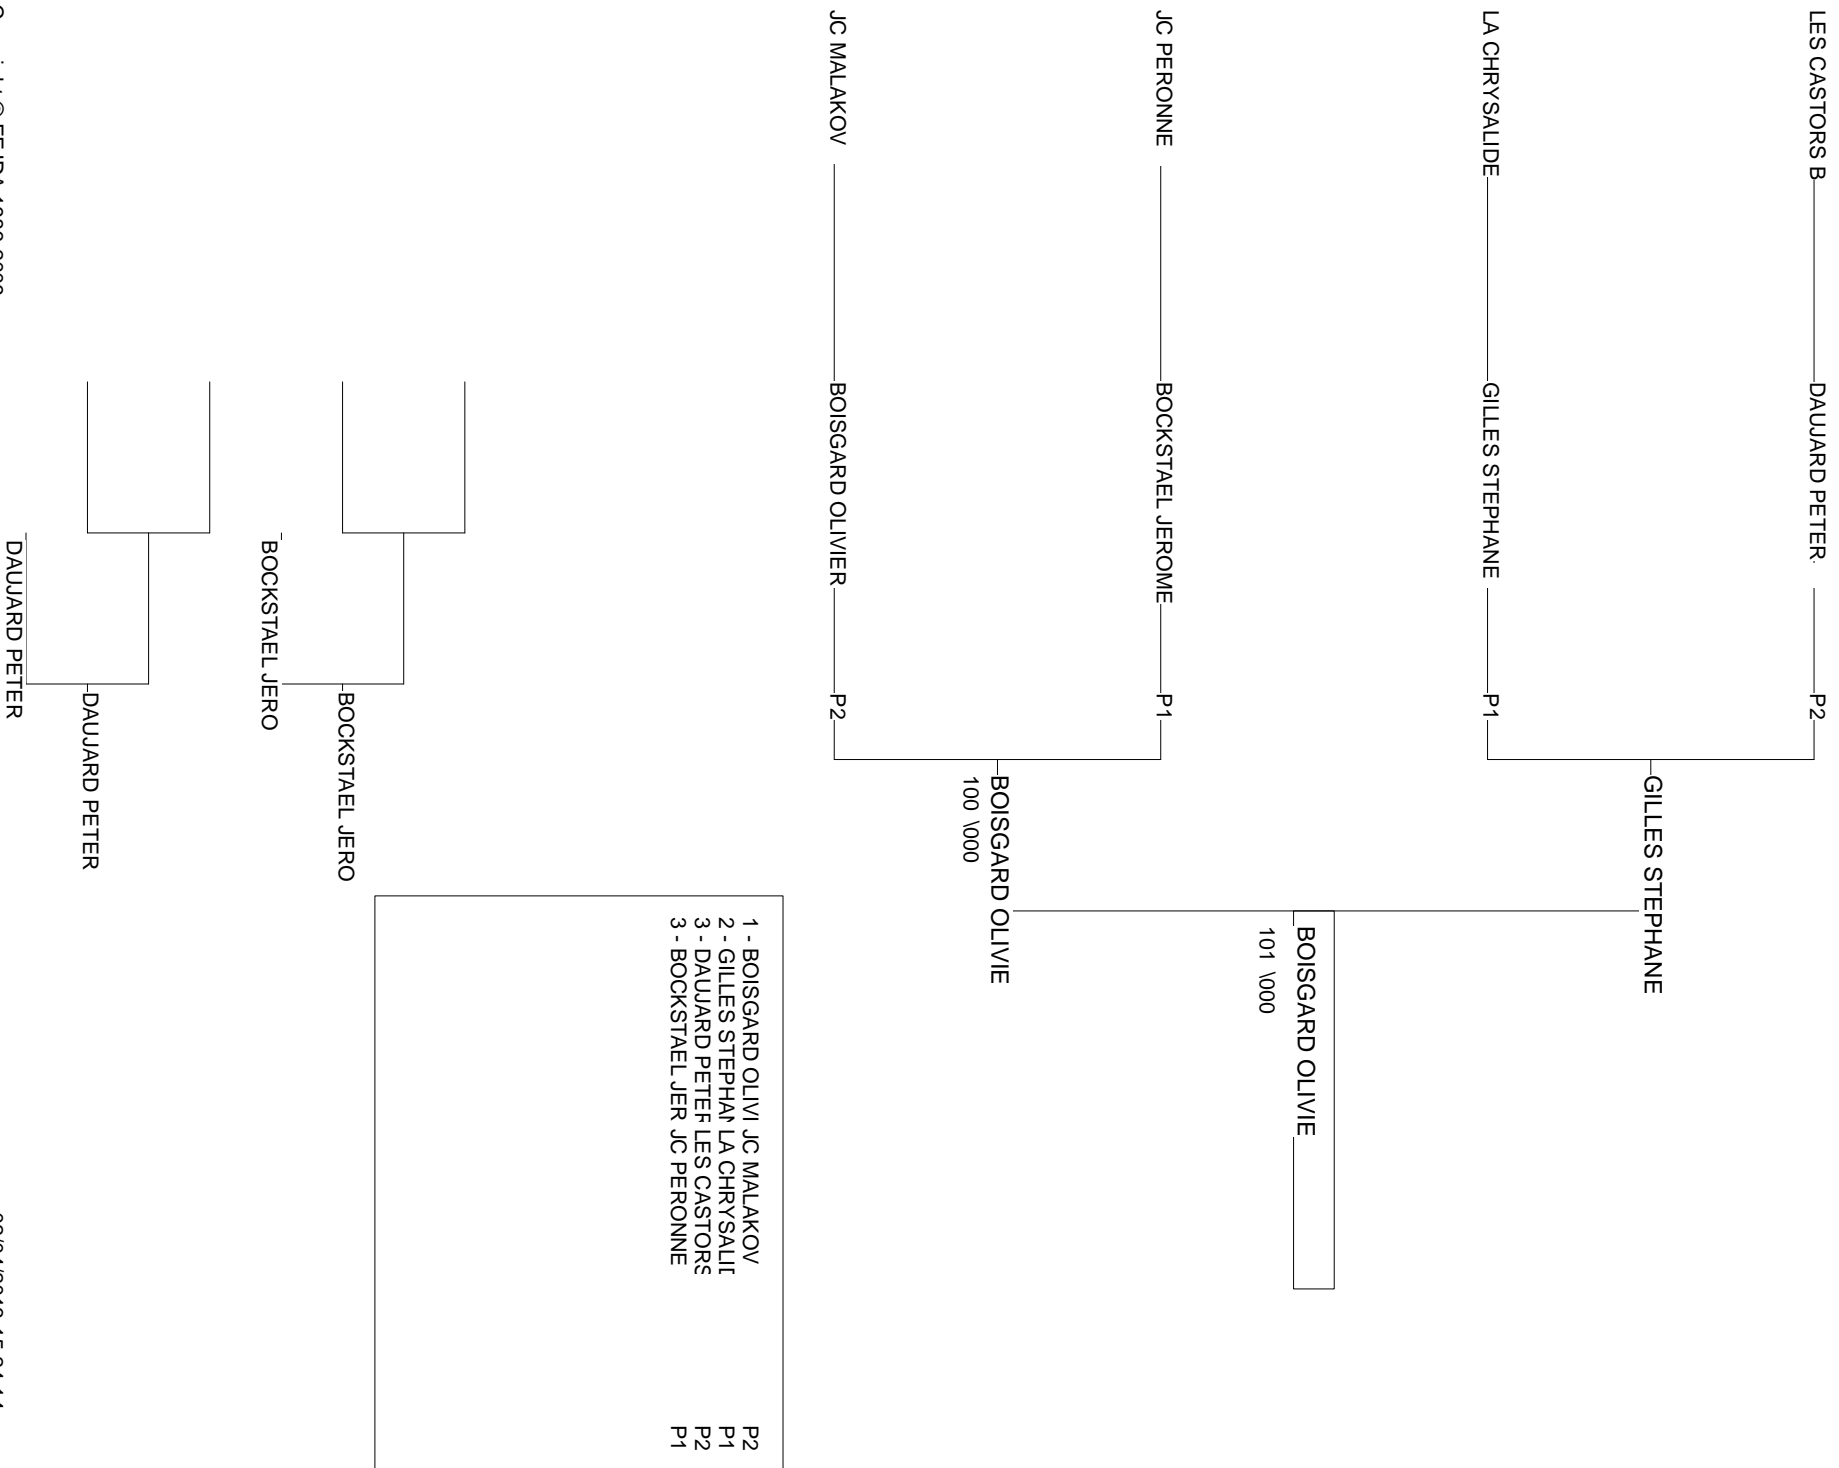 LES CASTORS B
DAUJARD PETER
P2
GILLES STEPHANE
LA CHRYSALIDE
GILLES STEPHANE
P1
BOISGARD OLIVIE
101 \000
JC PERONNE
BOCKSTAEL JEROME
P1
BOISGARD OLIVIE
100 \000
JC MALAKOV
BOISGARD OLIVIER
P2
1 - BOISGARD OLIVI JC MALAKOV P2
2 - GILLES STEPHAN LA CHRYSALID P1
3 - DAUJARD PETER LES CASTORS P2
3 - BOCKSTAEL JER JC PERONNE P1
BOCKSTAEL JERO
BOCKSTAEL JERO
DAUJARD PETER
DAUJARD PETER